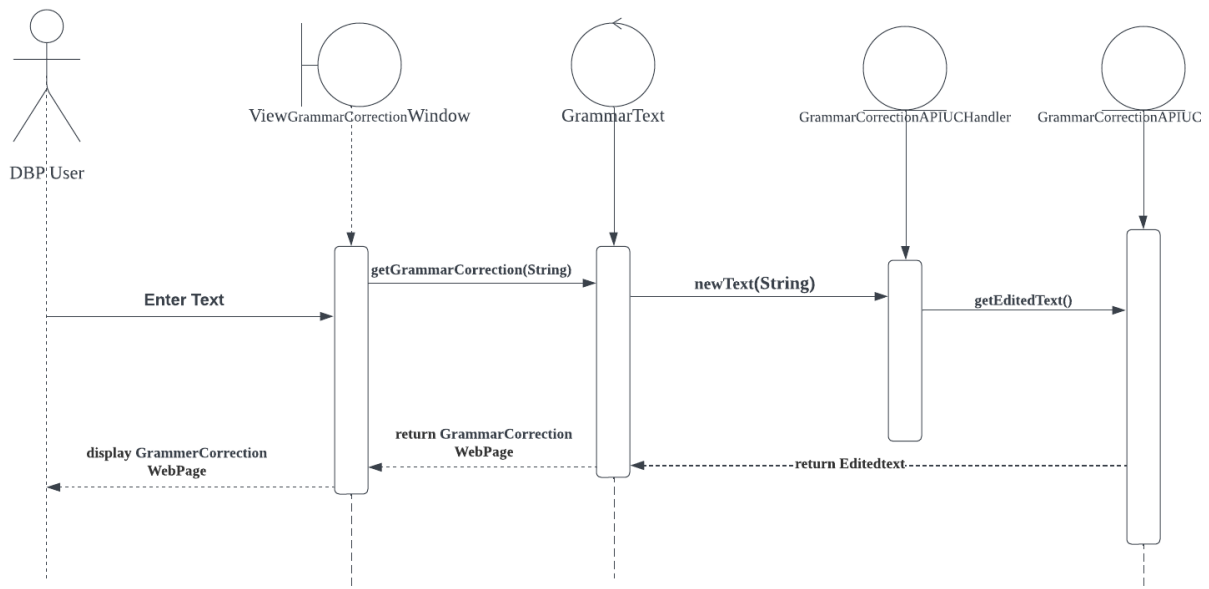 ViewGrammarCorrectionWindow
GrammarText
GrammarCorrectionAPIUCHandler
GrammarCorrectionAPIUC
DBP User
getGrammarCorrection(String)
newText(String)
Enter Text
getEditedText()
return GrammarCorrection
WebPage
display GrammerCorrection
WebPage
return Editedtext